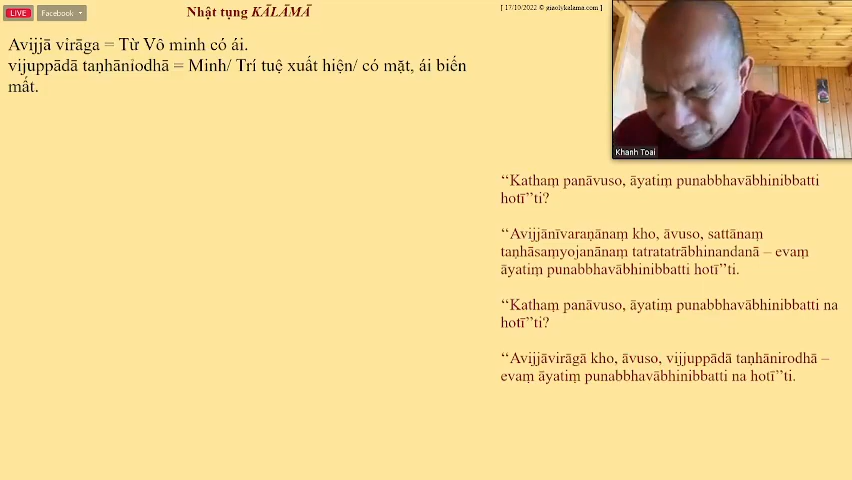 LIVE Facebook
Nhật tụng KĀLĀMĀ
[ 17/10/2022 © giaolykalama.com ]
Avijjā virāga = Từ Vô minh có ái.
vijuppādā taṇhāniodhā = Minh/ Trí tuệ xuất hiện/ có mặt, ái biến
mất.
Khanh Toai
“Kathaṃ panāvuso, āyatiṃ punabbhavābhinibbatti
hotī”ti?
“Avijjānīvaraṇānaṃ kho, āvuso, sattānaṃ
taṇhāsaṃyojanānaṃ tatratatrābhinandanā – evaṃ
āyatiṃ punabbhavābhinibbatti hotī”ti.
“Kathaṃ panāvuso, āyatiṃ punabbhavābhinibbatti na
hotī”ti?
“Avijjāvirāgā kho, āvuso, vijjuppādā taṇhānirodhā –
evaṃ āyatiṃ punabbhavābhinibbatti na hotī”ti.